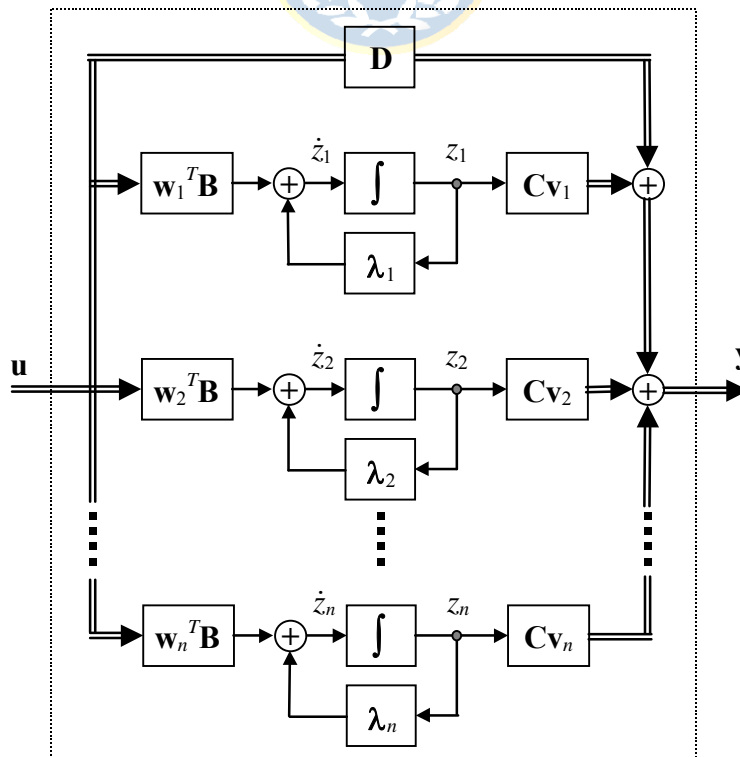 D
ż₁ z₁
w₁ᵀB + ∫ Cv₁ +
λ₁
u ż₂ z₂ y
w₂ᵀB + ∫ Cv₂ +
λ₂
żₙ zₙ
wₙᵀB + ∫ Cvₙ
λₙ